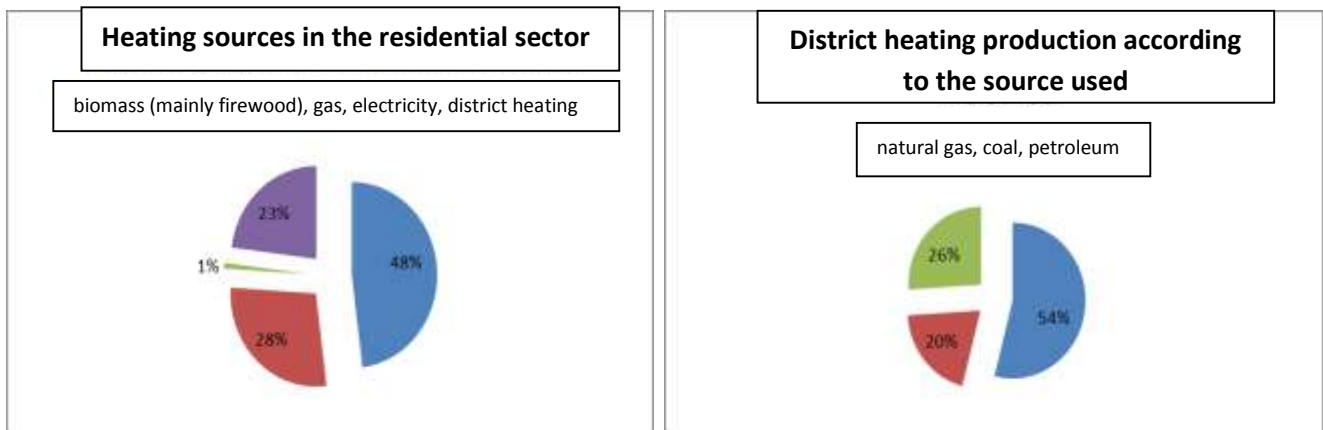 Heating sources in the residential sector
biomass (mainly firewood), gas, electricity, district heating
23%
48%
1%
28%
District heating production according
to the source used
natural gas, coal, petroleum
26%
54%
20%